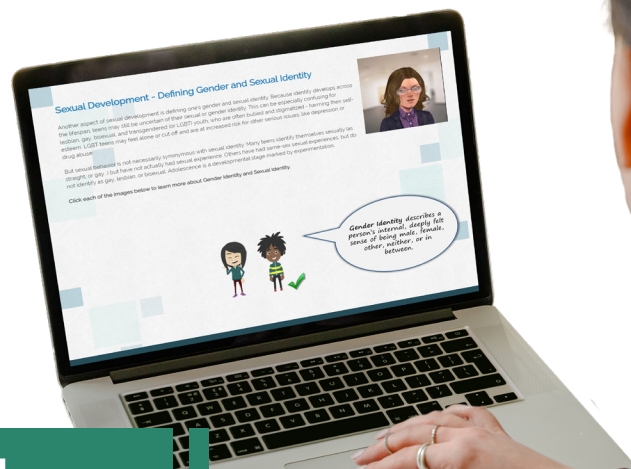 Sexual Development - Defining Gender and Sexual Identity
Another aspect of sexual development is defining one's gender and sexual identity. Because identity develops across
the lifespan, teens may still be uncertain of their sexual or gender identity. This can be especially confusing for
lesbian, gay, bisexual, and transgendered (or LGBT) youth, who are often bullied and stigmatized - harming their self-
esteem. LGBT teens may feel alone or cut off and are at increased risk for other serious issues, like depression or
drug abuse.
But sexual behavior is not necessarily synonymous with sexual identity. Many teens identify themselves sexually (as
straight, or gay...) but have not actually had sexual experience. Others have had same-sex sexual experiences, but do
not identify as gay, lesbian, or bisexual. Adolescence is a developmental stage marked by experimentation.
Click each of the images below to learn more about Gender Identity and Sexual Identity.
Gender Identity describes a
person's internal, deeply felt
sense of being male, female,
other, neither, or in
between.